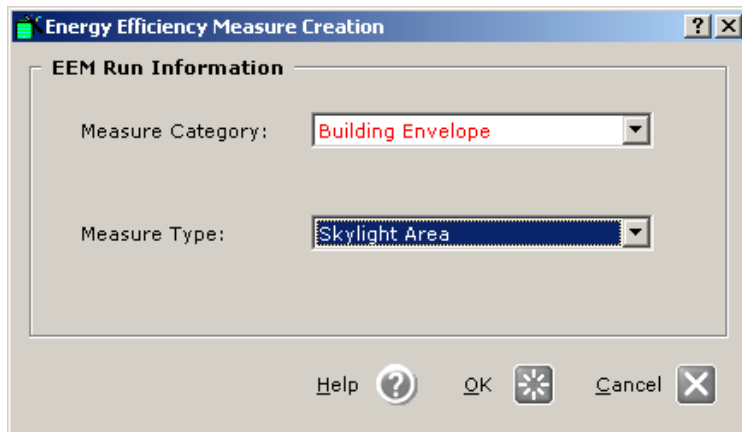 Energy Efficiency Measure Creation
EEM Run Information
Measure Category: Building Envelope
Measure Type: Skylight Area
Help ? OK Cancel